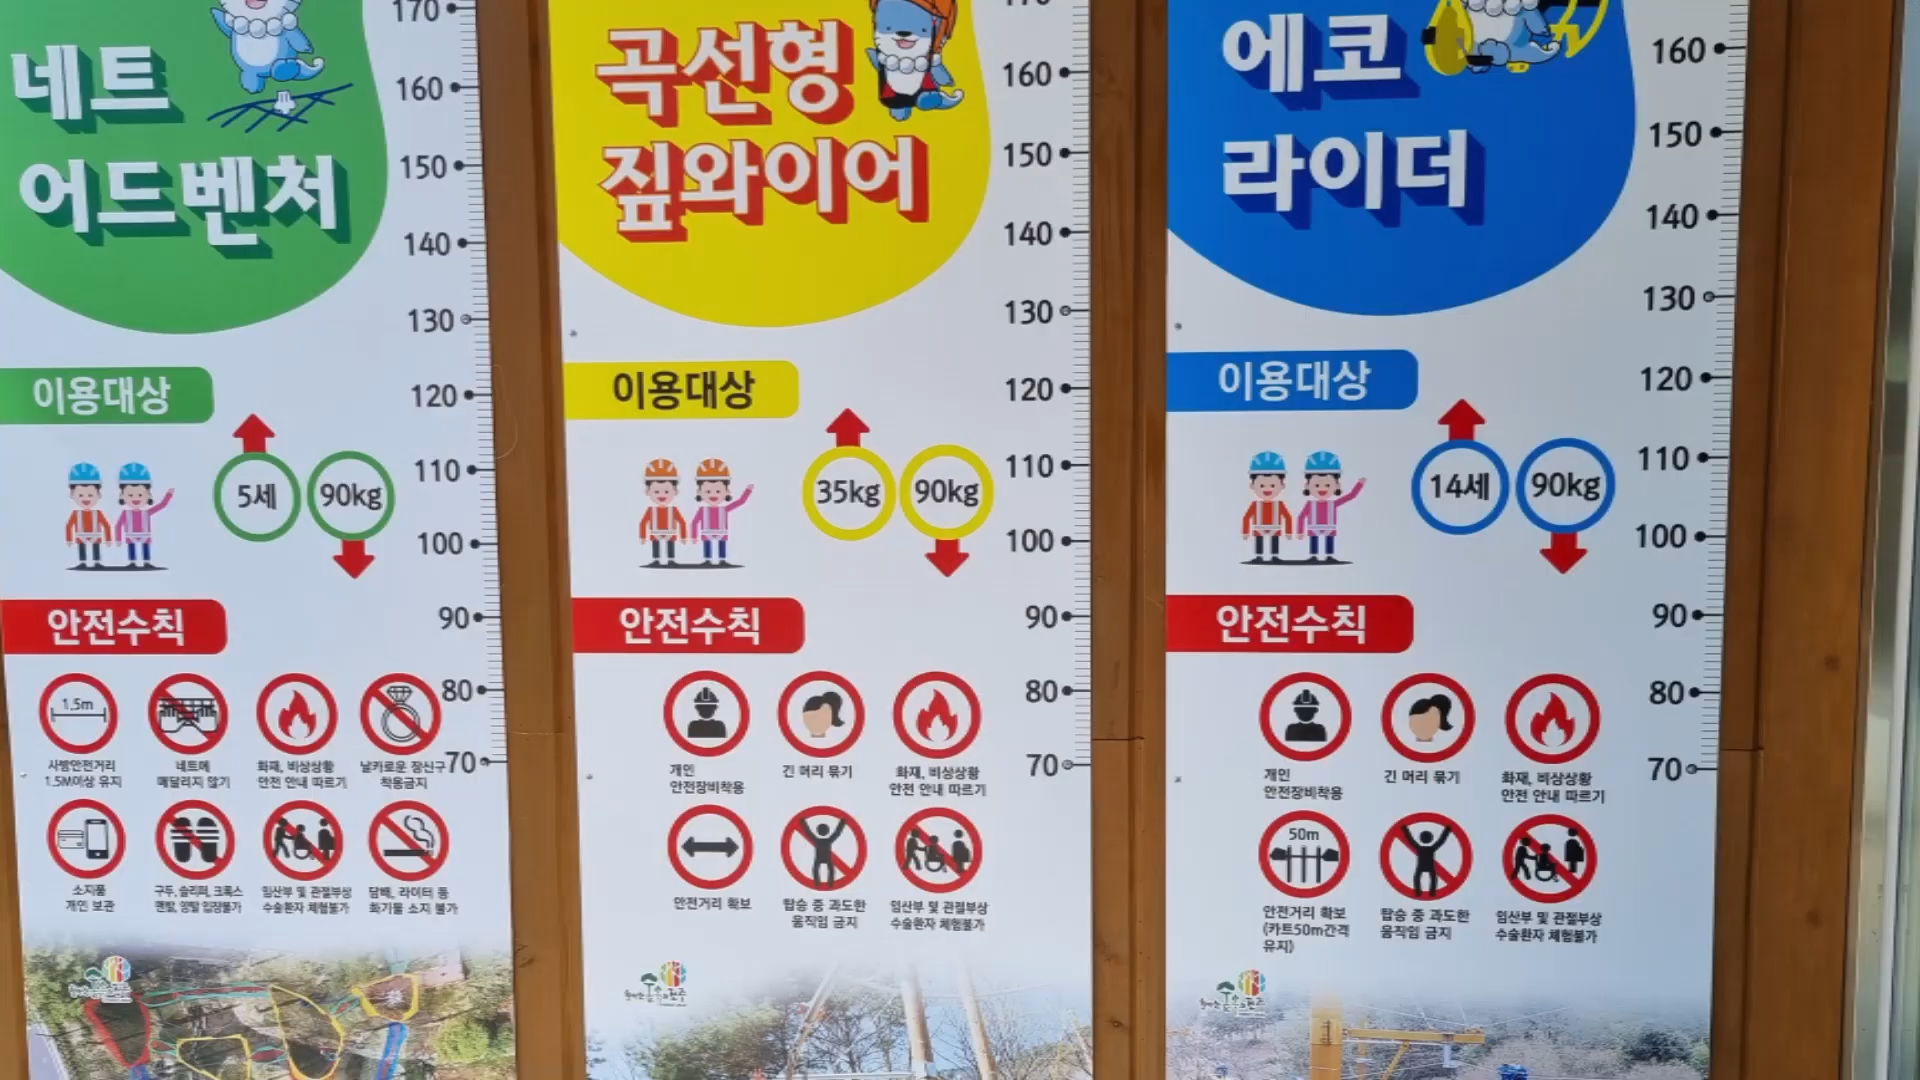 네트
어드벤처
170
160
150
140
130
120
110
100
90
80
70
이용대상
5세
90kg
안전수칙
1.5m
사방안전거리
1.5M이상 유지
네트에
매달리지 않기
화재, 비상상황
안전 안내 따르기
날카로운 장신구
착용금지
소지품
개인 보관
구두, 슬리퍼, 크록스
맨발, 양말 입장불가
임산부 및 관절부상
수술환자 체험불가
담배, 라이터 등
화기물 소지 불가
곡선형
짚와이어
170
160
150
140
130
120
110
100
90
80
70
이용대상
35kg
90kg
안전수칙
개인
안전장비착용
긴 머리 묶기
화재, 비상상황
안전 안내 따르기
안전거리 확보
탑승 중 과도한
움직임 금지
임산부 및 관절부상
수술환자 체험불가
에코
라이더
160
150
140
130
120
110
100
90
80
70
이용대상
14세
90kg
안전수칙
개인
안전장비착용
긴 머리 묶기
화재, 비상상황
안전 안내 따르기
50m
안전거리 확보
(카트50m간격
유지)
탑승 중 과도한
움직임 금지
임산부 및 관절부상
수술환자 체험불가